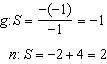 g: S = -(-1)/-1 = -1
n: S = -2 + 4 = 2